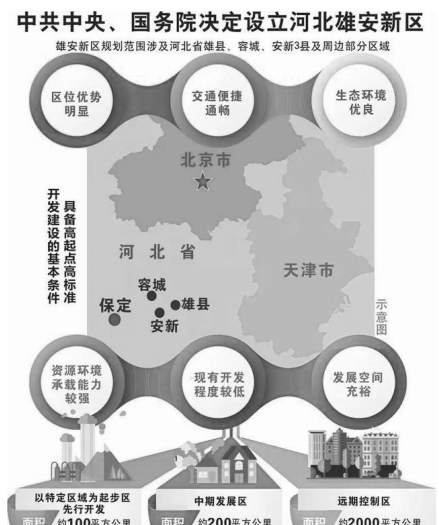 中共中央、国务院决定设立河北雄安新区
雄安新区规划范围涉及河北省雄县、容城、安新3县及周边部分区域
区位优势
明显
交通便捷
通畅
生态环境
优良
具备高起点高标准
开发建设的基本条件
北京市
河北省
天津市
容城
雄县
保定
安新
示意图
资源环境
承载能力
较强
现有开发
程度较低
发展空间
充裕
以特定区域为起步区
先行开发
面积 约100平方公里
中期发展区
面积 约200平方公里
远期控制区
面积 约2000平方公里